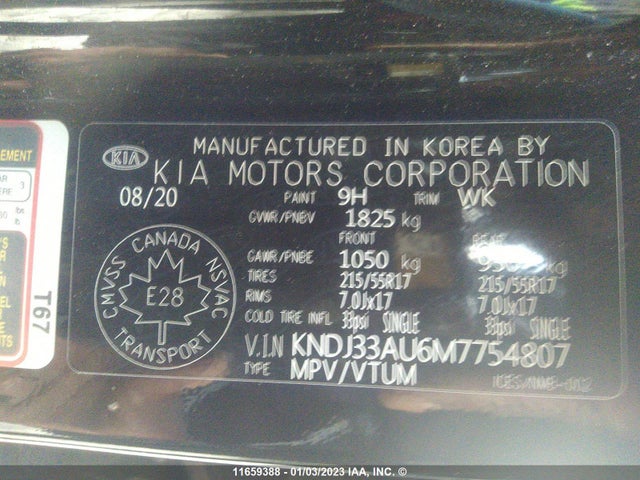 MANUFACTURED IN KOREA BY
KIA KIA MOTORS CORPORATION
08/20 PAINT 9H TRIM WK
GVWR/PNBV 1825 kg
FRONT REAR
GAWR/PNBE 1050 kg kg
TIRES 215/55R17 215/55R17
RIMS 7.0Jx17 7.0Jx17
COLD TIRE INFL 33psi SINGLE 33psi SINGLE
V.I.N KNDJ33AU6M7754807
TYPE MPV/VTUM
CMVSS CANADA NSVAC
E28
TRANSPORT
T67
11659388 - 01/03/2023 IAA, INC. ©